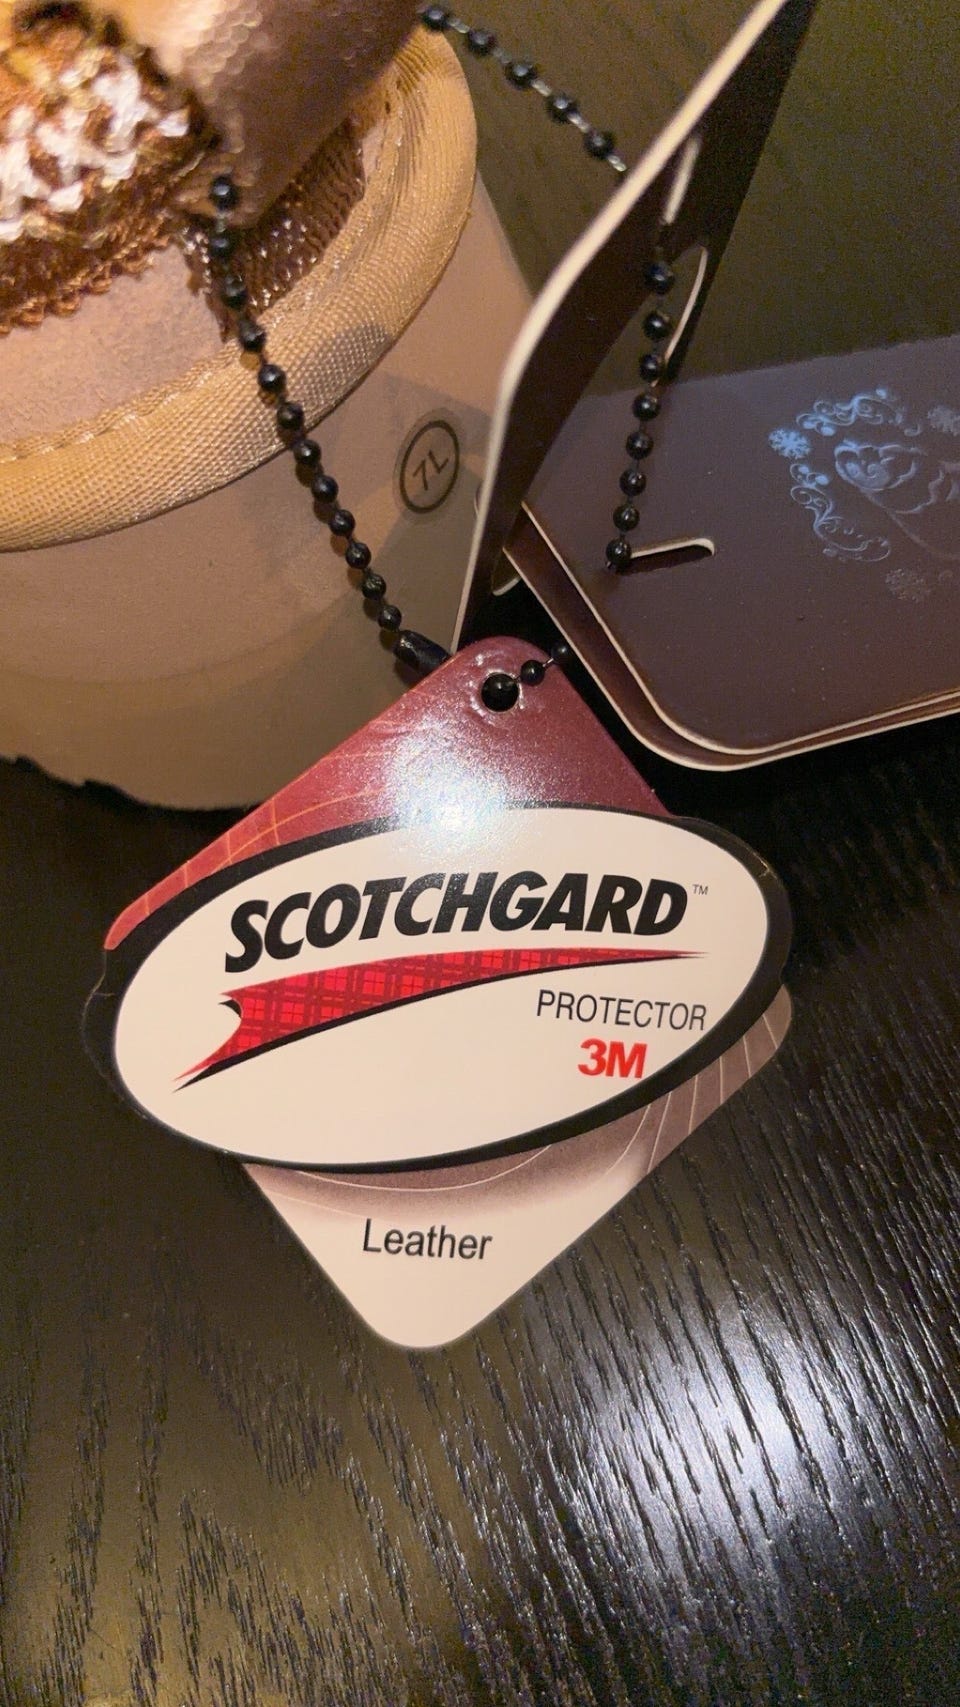 7L
SCOTCHGARD™
PROTECTOR
3M
Leather